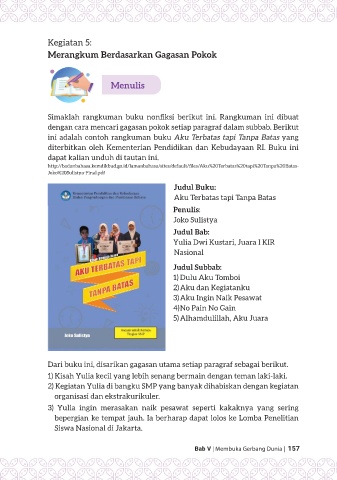 Kegiatan 5:
Merangkum Berdasarkan Gagasan Pokok
Menulis
Simaklah rangkuman buku nonfiksi berikut ini. Rangkuman ini dibuat
dengan cara mencari gagasan pokok setiap paragraf dalam subbab. Berikut
ini adalah contoh rangkuman buku Aku Terbatas tapi Tanpa Batas yang
diterbitkan oleh Kementerian Pendidikan dan Kebudayaan RI. Buku ini
dapat kalian unduh di tautan ini.
http://badanbahasa.kemdikbud.go.id/lamanbahasa/sites/default/files/Aku%20Terbatas%20tapi%20Tanpa%20Batas-
Joko%20Sulistya-Final.pdf
Kementerian Pendidikan dan Kebudayaan
Badan Pengembangan dan Pembinaan Bahasa
AKU TERBATAS TAPI
TANPA BATAS
Joko Sulistya
Judul Buku:
Aku Terbatas tapi Tanpa Batas
Penulis:
Joko Sulistya
Judul Bab:
Yulia Dwi Kustari, Juara I KIR
Nasional
Judul Subbab:
1) Dulu Aku Tomboi
2) Aku dan Kegiatanku
3) Aku Ingin Naik Pesawat
4) No Pain No Gain
5) Alhamdulillah, Aku Juara
Dari buku ini, disarikan gagasan utama setiap paragraf sebagai berikut.
1) Kisah Yulia kecil yang lebih senang bermain dengan teman laki-laki.
2) Kegiatan Yulia di bangku SMP yang banyak dihabiskan dengan kegiatan
organisasi dan ekstrakurikuler.
3) Yulia ingin merasakan naik pesawat seperti kakaknya yang sering
bepergian ke tempat jauh. Ia berharap dapat lolos ke Lomba Penelitian
Siswa Nasional di Jakarta.
Bab V | Membuka Gerbang Dunia | 157